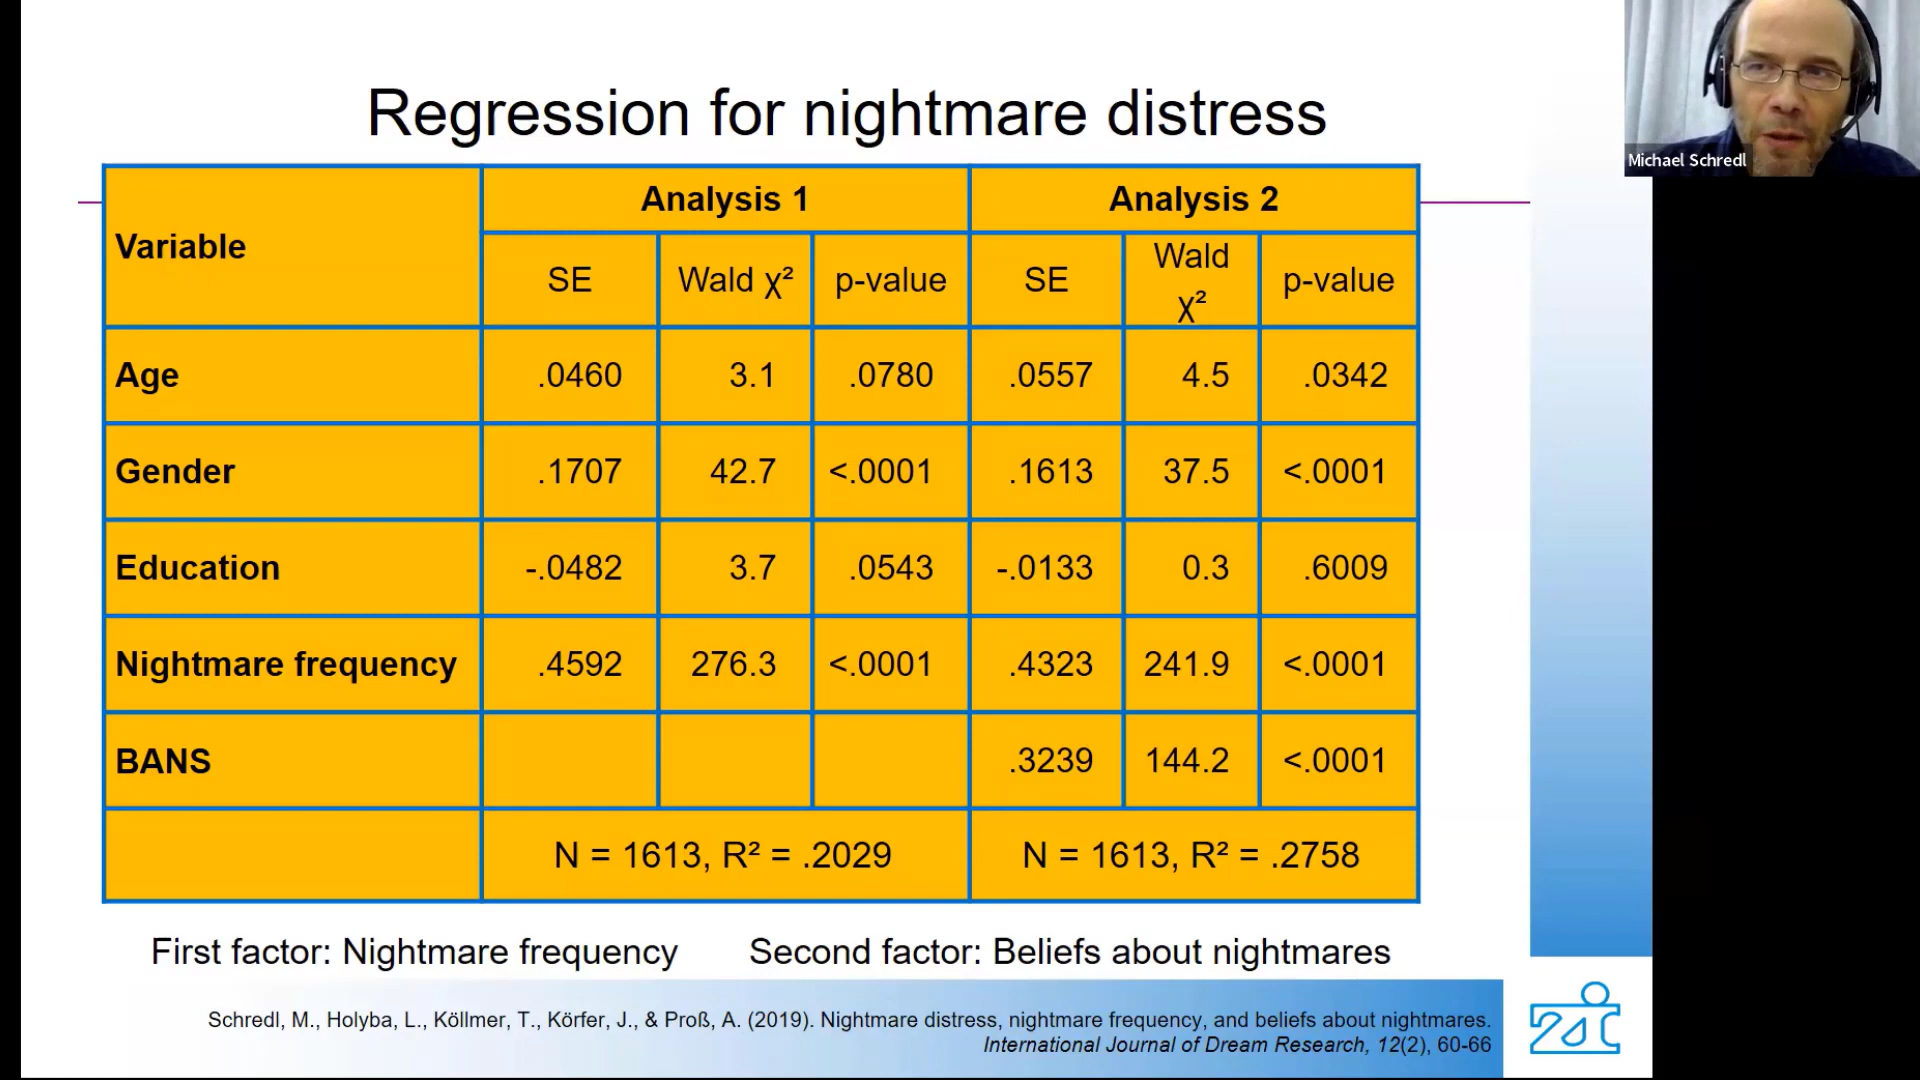 Regression for nightmare distress
Michael Schredl
Variable Analysis 1 Analysis 2
SE Wald χ² p-value SE Wald χ² p-value
Age .0460 3.1 .0780 .0557 4.5 .0342
Gender .1707 42.7 <.0001 .1613 37.5 <.0001
Education -.0482 3.7 .0543 -.0133 0.3 .6009
Nightmare frequency .4592 276.3 <.0001 .4323 241.9 <.0001
BANS .3239 144.2 <.0001
N = 1613, R² = .2029 N = 1613, R² = .2758
First factor: Nightmare frequency Second factor: Beliefs about nightmares
Schredl, M., Holyba, L., Köllmer, T., Körfer, J., & Proß, A. (2019). Nightmare distress, nightmare frequency, and beliefs about nightmares.
International Journal of Dream Research, 12(2), 60-66